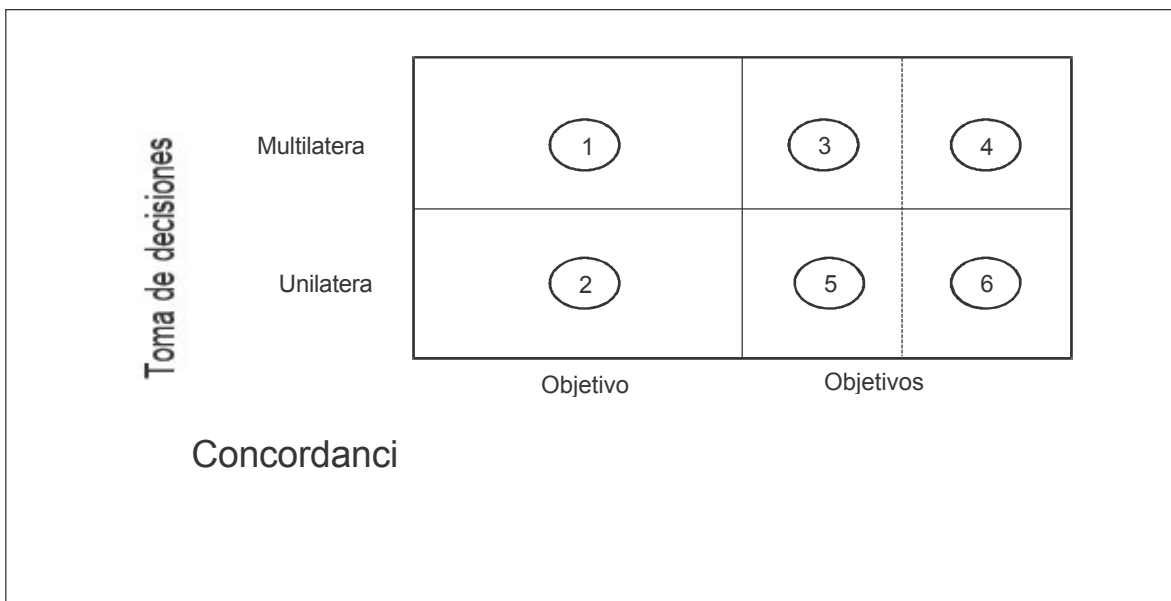 Toma de decisiones
Multilatera
1
3
4
Unilatera
2
5
6
Objetivo
Objetivos
Concordanci